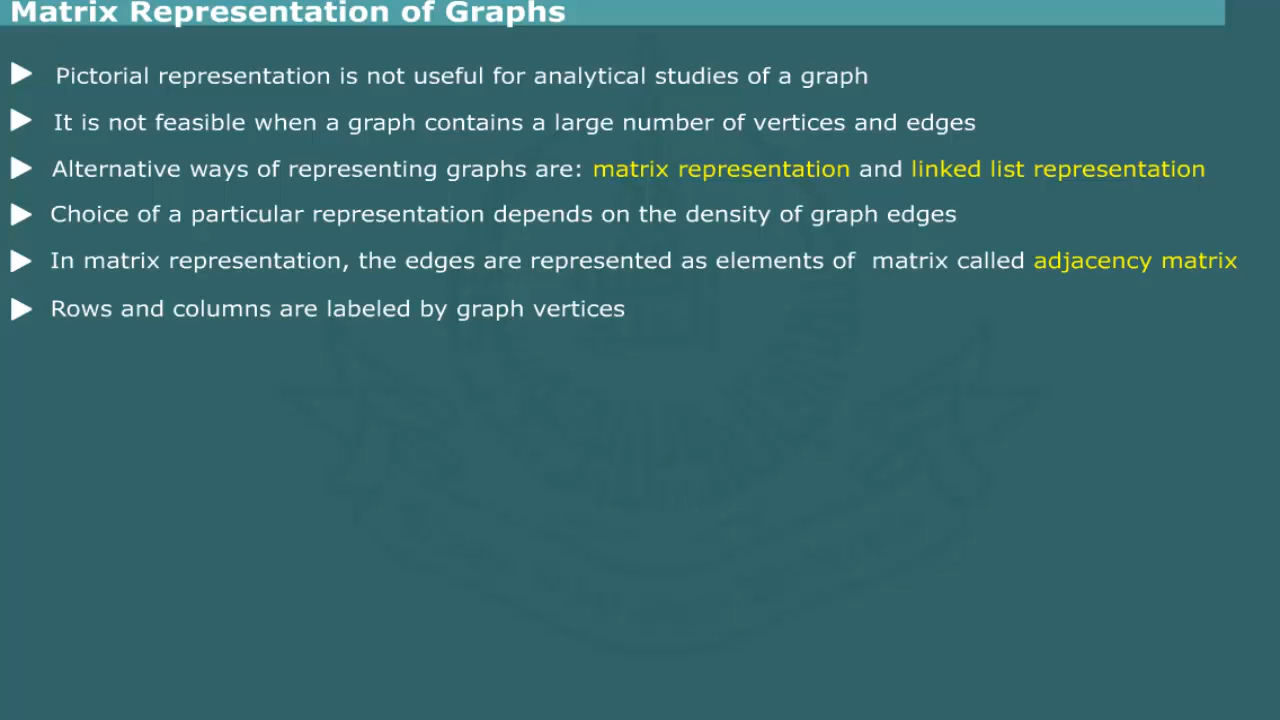 Matrix Representation of Graphs
Pictorial representation is not useful for analytical studies of a graph
It is not feasible when a graph contains a large number of vertices and edges
Alternative ways of representing graphs are: matrix representation and linked list representation
Choice of a particular representation depends on the density of graph edges
In matrix representation, the edges are represented as elements of matrix called adjacency matrix
Rows and columns are labeled by graph vertices